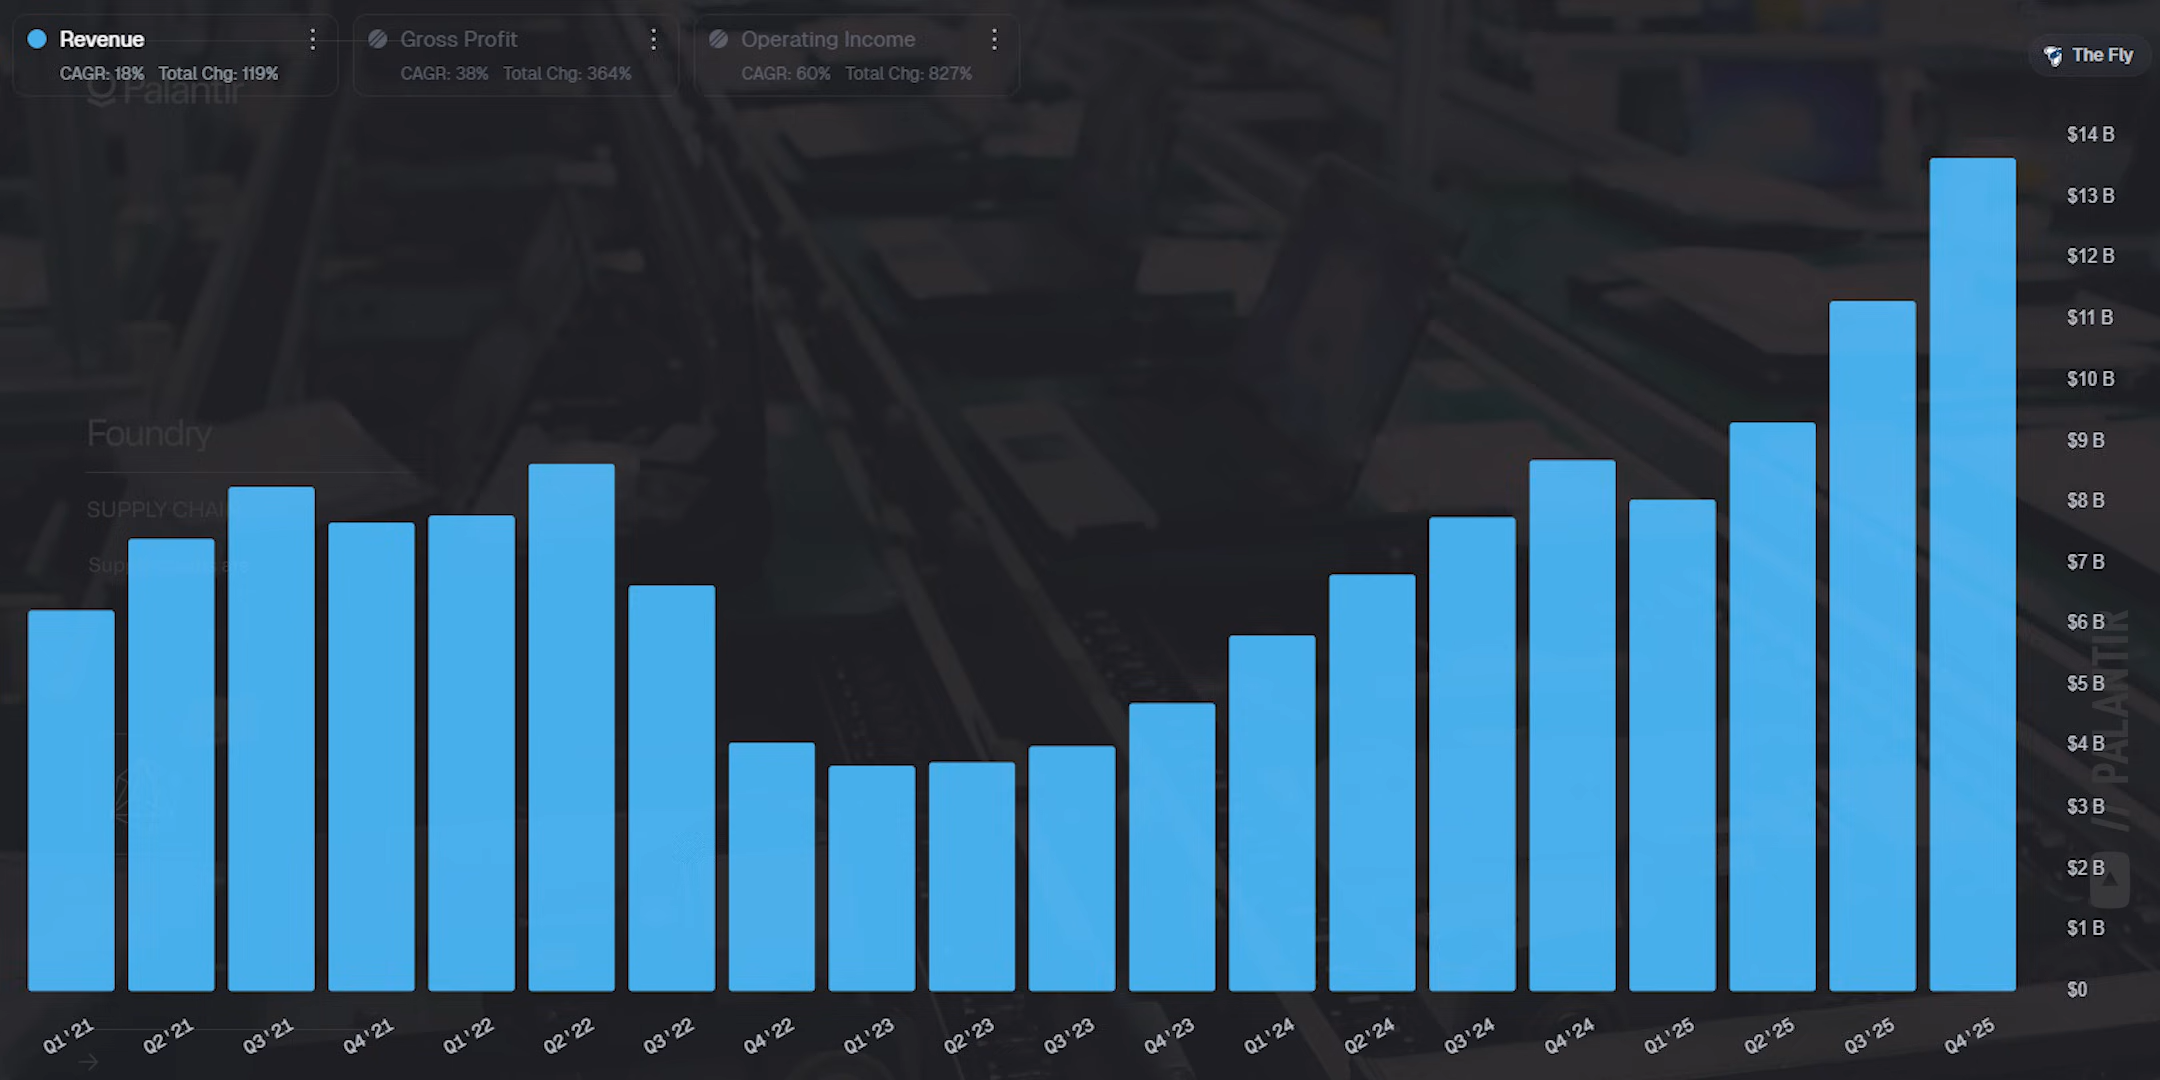 Revenue
CAGR: 18% Total Chg: 119%
Gross Profit
CAGR: 38% Total Chg: 364%
Operating Income
CAGR: 60% Total Chg: 827%
The Fly
Palantir
Foundry
SUPPLY CHAI
$14 B
$13 B
$12 B
$11 B
$10 B
$9 B
$8 B
$7 B
$6 B
$5 B
$4 B
$3 B
$2 B
$1 B
$0
// PALANTIR
Q1'21 Q2'21 Q3'21 Q4'21 Q1'22 Q2'22 Q3'22 Q4'22 Q1'23 Q2'23 Q3'23 Q4'23 Q1'24 Q2'24 Q3'24 Q4'24 Q1'25 Q2'25 Q3'25 Q4'25